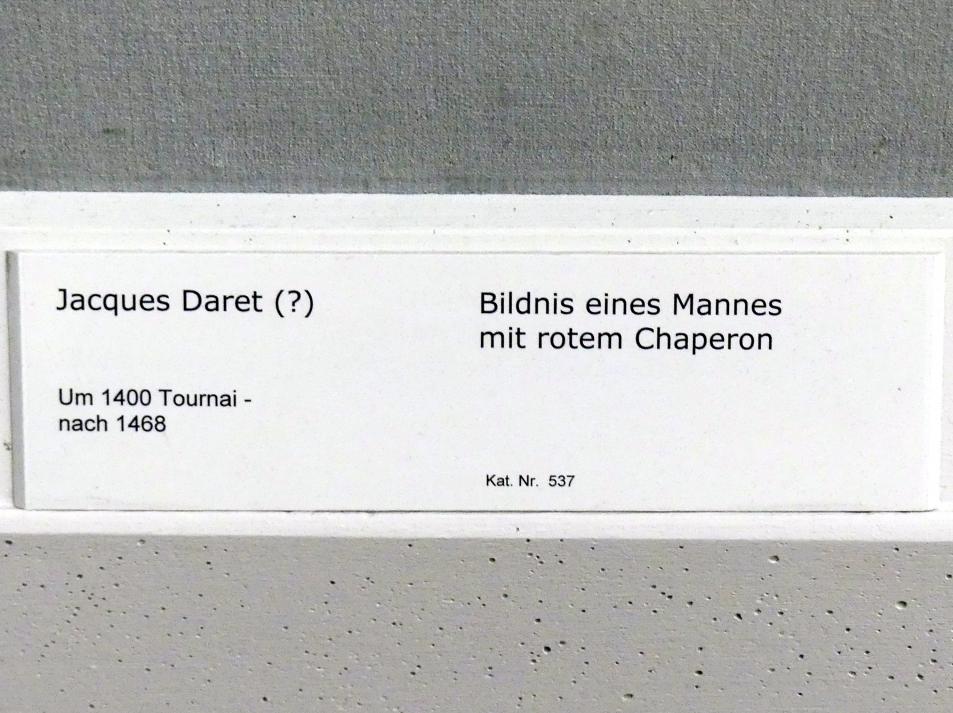 Jacques Daret (?)
Um 1400 Tournai -
nach 1468
Bildnis eines Mannes
mit rotem Chaperon
Kat. Nr. 537